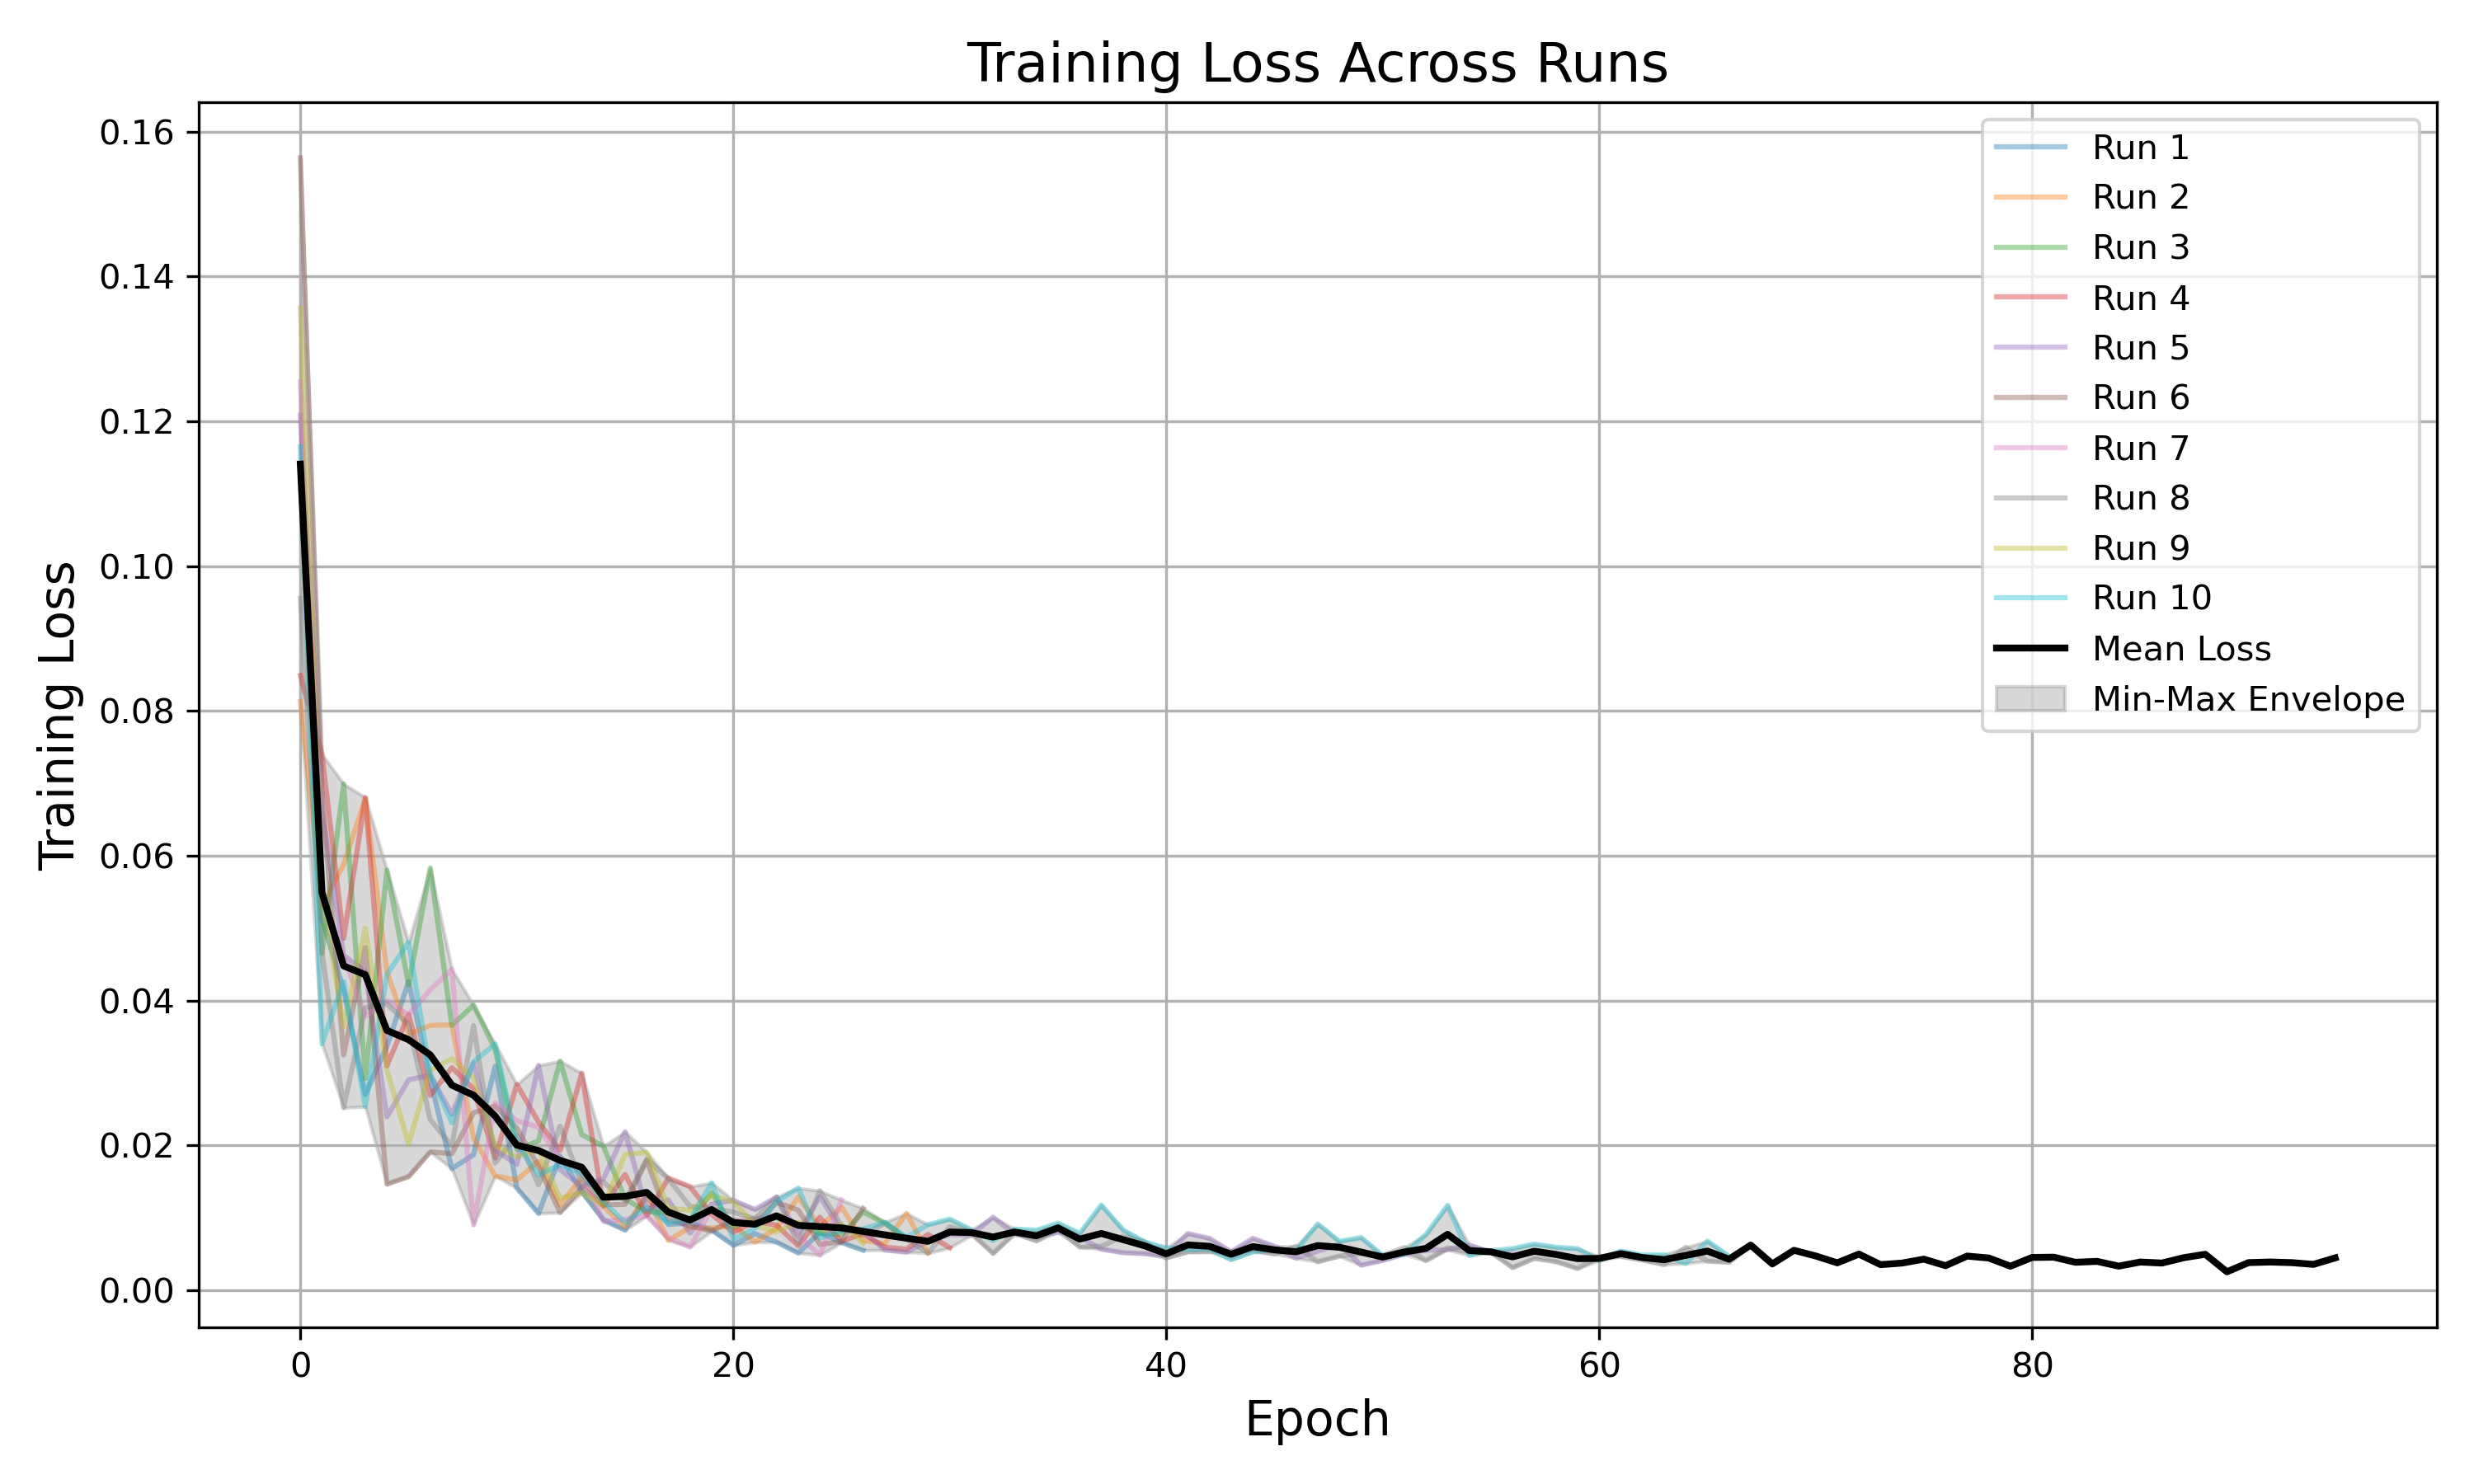 Training Loss Across Runs
0.16
0.14
0.12
0.10
0.08
0.06
0.04
0.02
0.00
Training Loss
0
20
40
60
80
Epoch
Run 1
Run 2
Run 3
Run 4
Run 5
Run 6
Run 7
Run 8
Run 9
Run 10
Mean Loss
Min-Max Envelope